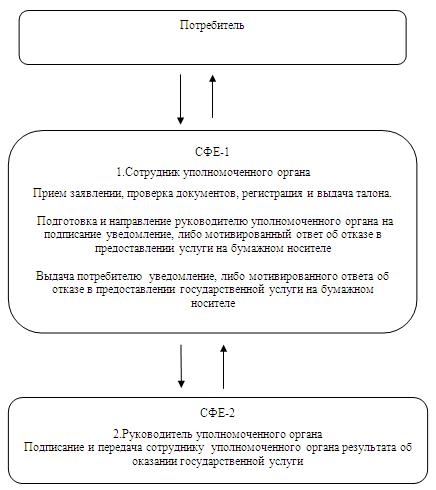 Потребитель
СФЕ-1
1.Сотрудник уполномоченного органа
Прием заявлении, проверка документов, регистрация и выдача талона.
Подготовка и направление руководителю уполномоченного органа на
подписание уведомление, либо мотивированный ответ об отказе в
предоставлении услуги на бумажном носителе
Выдача потребителю уведомление, либо мотивированного ответа об
отказе в предоставлении государственной услуги на бумажном
носителе
СФЕ-2
2.Руководитель уполномоченного органа
Подписание и передача сотруднику уполномоченного органа результата об
оказании государственной услуги